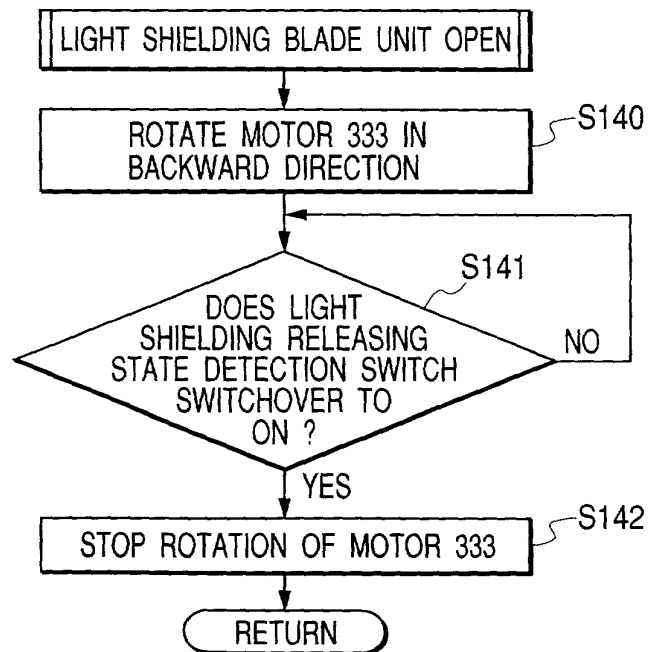 LIGHT SHIELDING BLADE UNIT OPEN
ROTATE MOTOR 333 IN
BACKWARD DIRECTION
S140
S141
DOES LIGHT
SHIELDING RELEASING
STATE DETECTION SWITCH
SWITCHOVER TO
ON ?
NO
YES
STOP ROTATION OF MOTOR 333
S142
RETURN